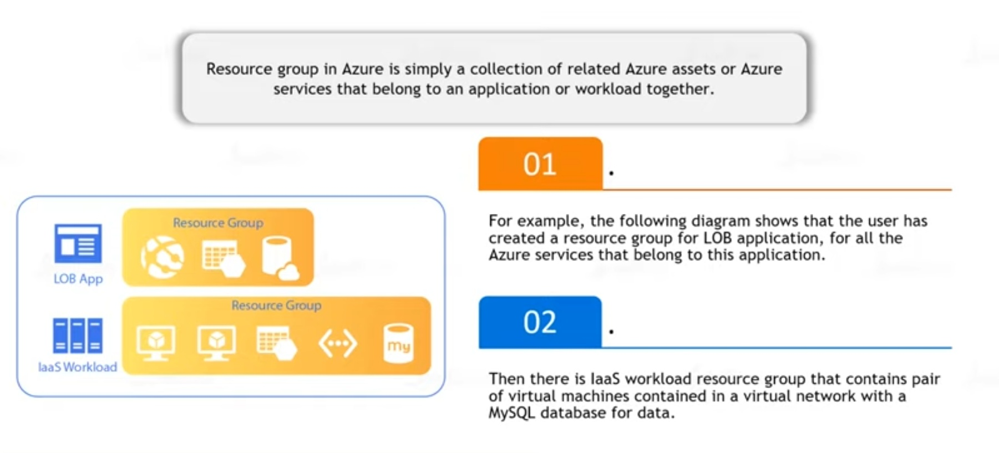 Resource group in Azure is simply a collection of related Azure assets or Azure
services that belong to an application or workload together.
01
.
For example, the following diagram shows that the user has
created a resource group for LOB application, for all the
Azure services that belong to this application.
02
.
Then there is IaaS workload resource group that contains pair
of virtual machines contained in a virtual network with a
MySQL database for data.
Resource Group
LOB App
Resource Group
my
IaaS Workload